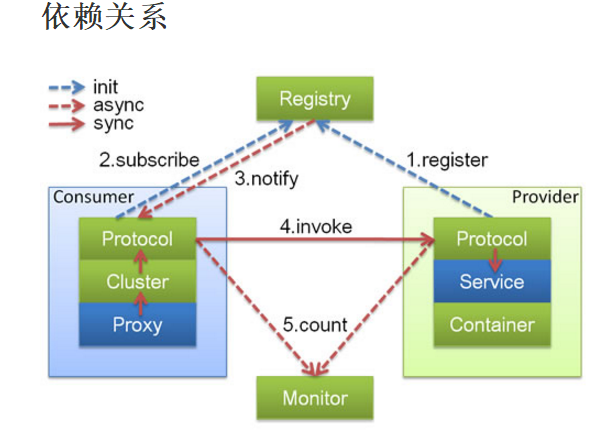 依赖关系
init
async
sync
Registry
2.subscribe
1.register
3.notify
Consumer
Provider
Protocol
4.invoke
Protocol
Cluster
Service
Proxy
5.count
Container
Monitor